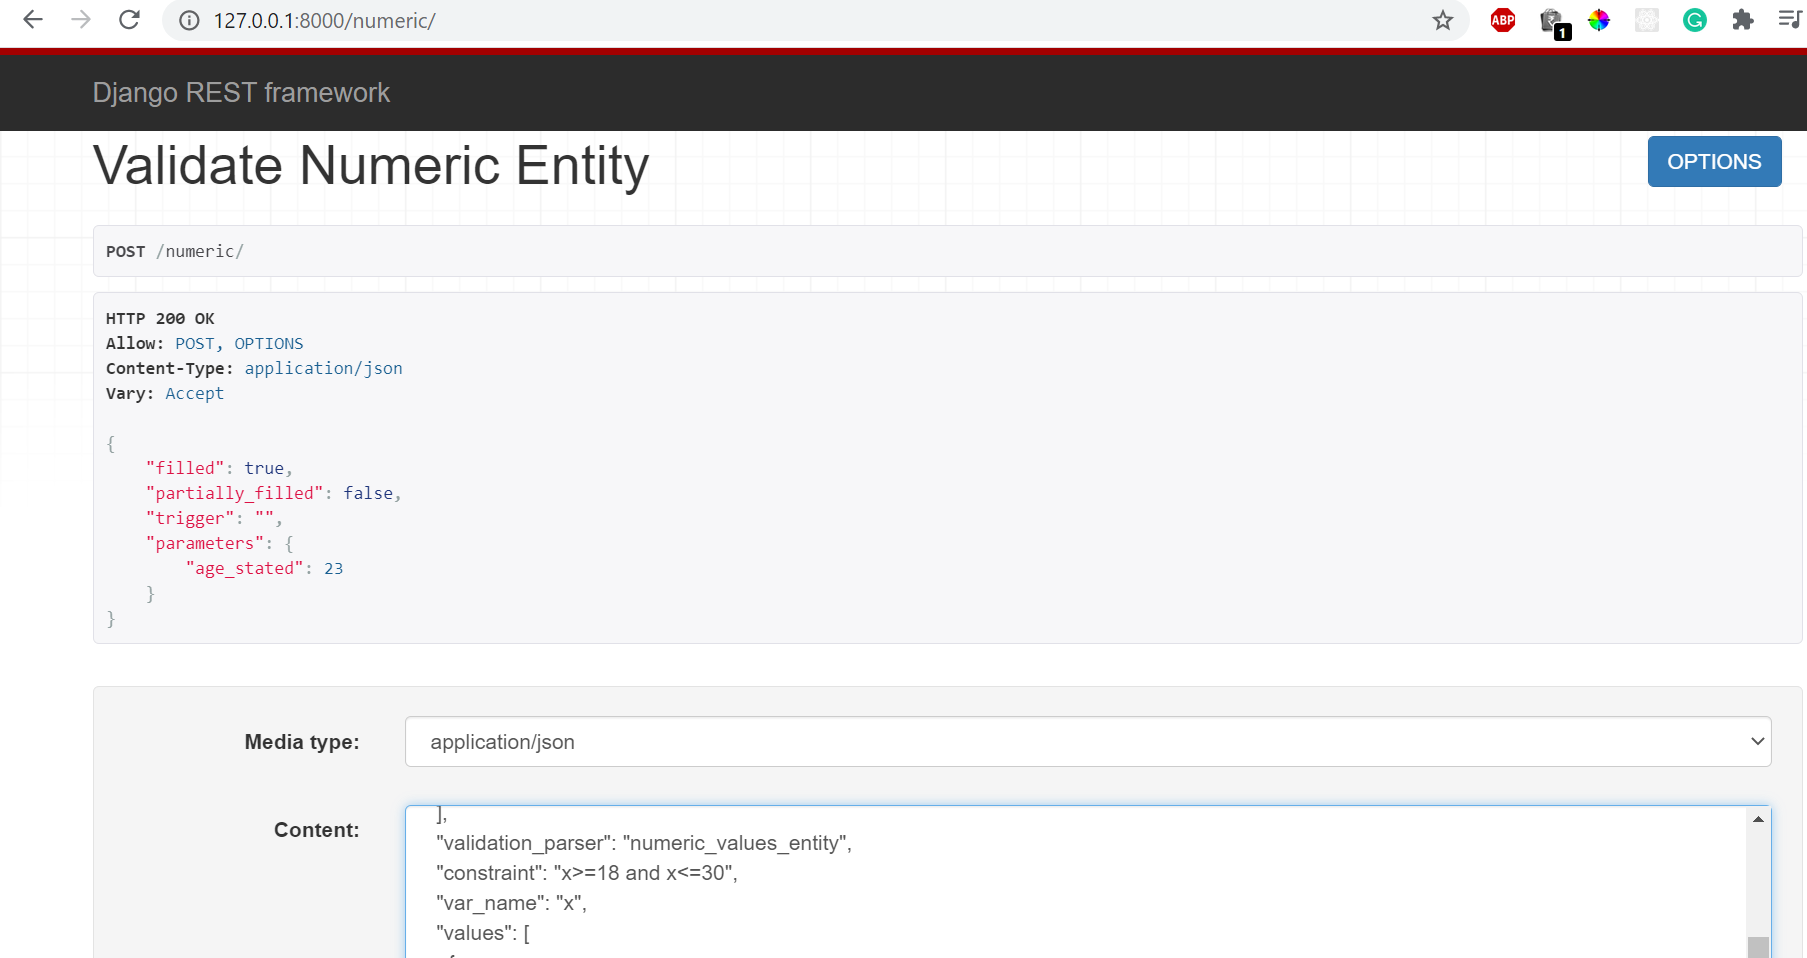 127.0.0.1:8000/numeric/
ABP
1
G
Django REST framework
Validate Numeric Entity
OPTIONS
POST /numeric/
HTTP 200 OK
Allow: POST, OPTIONS
Content-Type: application/json
Vary: Accept
{
"filled": true,
"partially_filled": false,
"trigger": "",
"parameters": {
"age_stated": 23
}
}
Media type:
application/json
Content:
],
"validation_parser": "numeric_values_entity",
"constraint": "x>=18 and x<=30",
"var_name": "x",
"values": [
{